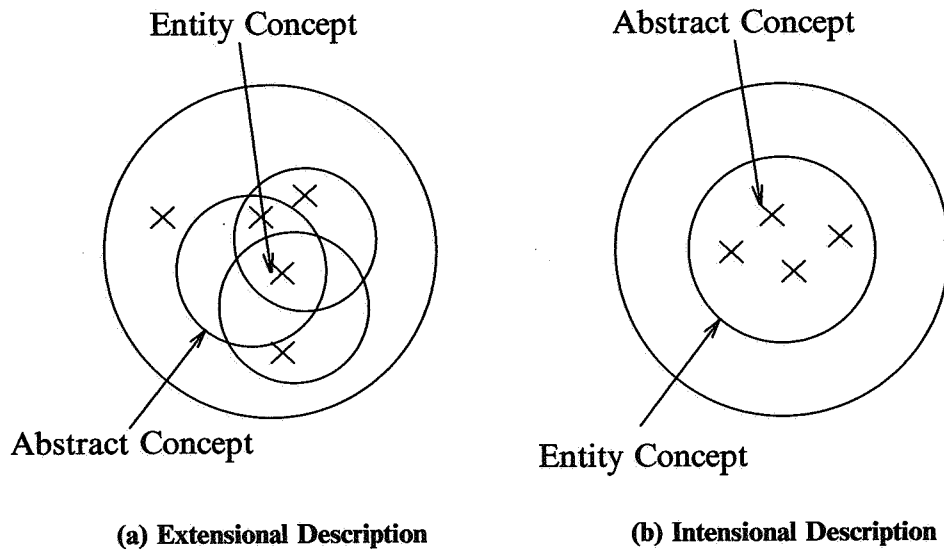 Entity Concept
Abstract Concept
(a) Extensional Description
Abstract Concept
Entity Concept
(b) Intensional Description